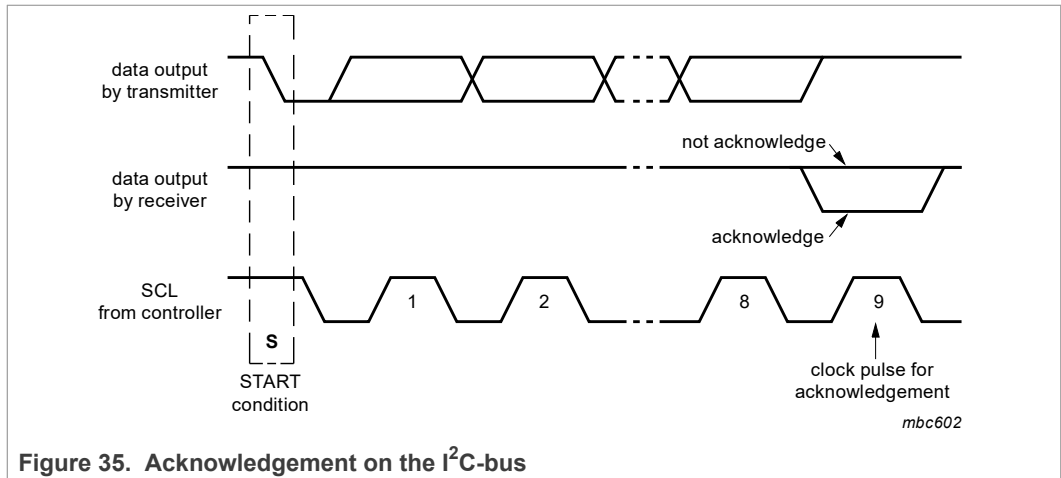 data output
by transmitter
not acknowledge
data output
by receiver
acknowledge
SCL
from controller
1
2
8
9
S
START
condition
clock pulse for
acknowledgement
mbc602
Figure 35. Acknowledgement on the I²C-bus